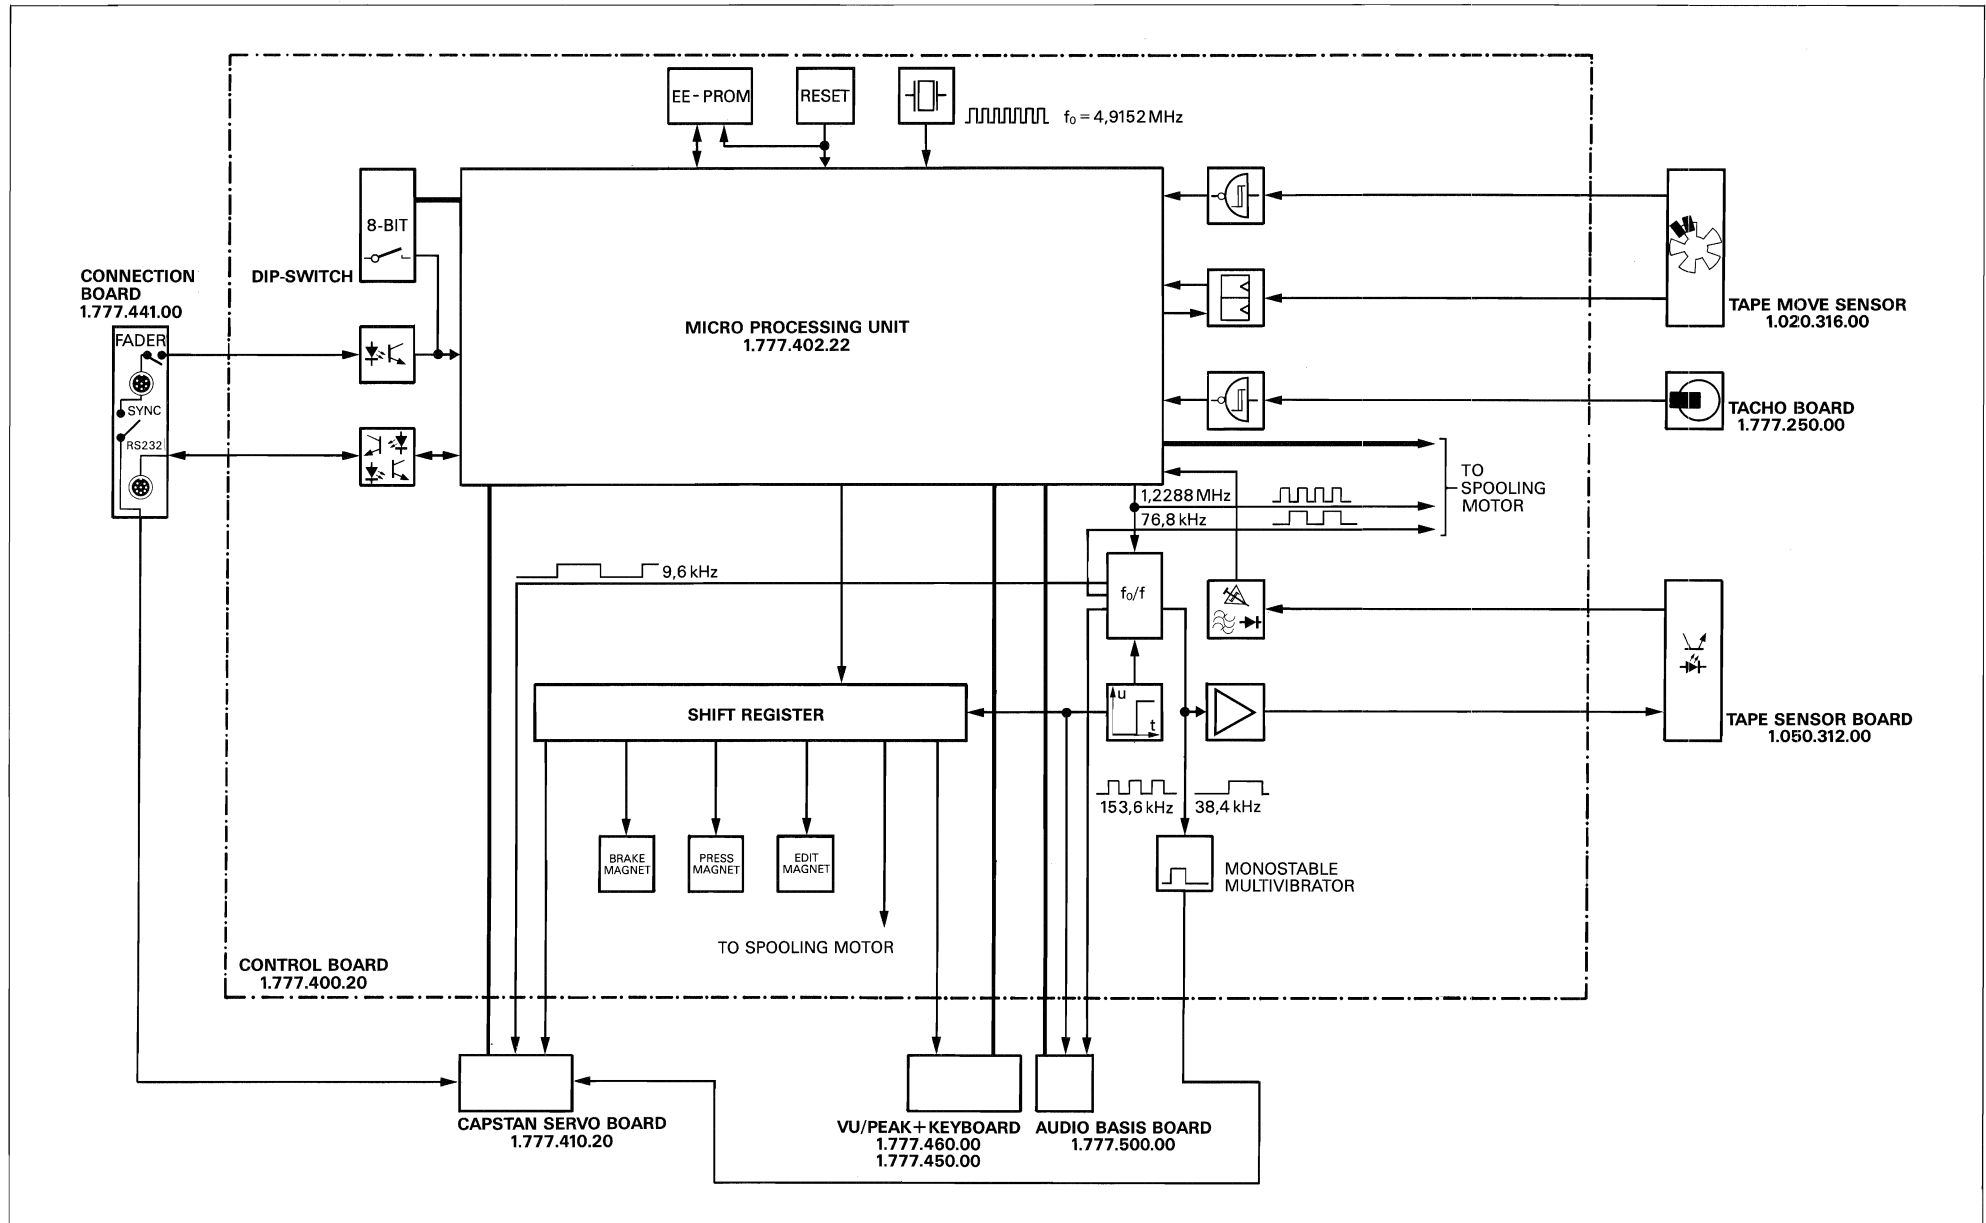 EE-PROM
RESET
f₀ = 4,9152 MHz
8-BIT
DIP-SWITCH
CONNECTION
BOARD
1.777.441.00
FADER
SYNC
RS232
MICRO PROCESSING UNIT
1.777.402.22
TAPE MOVE SENSOR
1.020.316.00
TACHO BOARD
1.777.250.00
TO
SPOOLING
MOTOR
1,2288 MHz
76,8 kHz
9,6 kHz
f₀/f
SHIFT REGISTER
u
t
TAPE SENSOR BOARD
1.050.312.00
153,6 kHz
38,4 kHz
BRAKE
MAGNET
PRESS
MAGNET
EDIT
MAGNET
MONOSTABLE
MULTIVIBRATOR
TO SPOOLING MOTOR
CONTROL BOARD
1.777.400.20
CAPSTAN SERVO BOARD
1.777.410.20
VU/PEAK+KEYBOARD
1.777.460.00
1.777.450.00
AUDIO BASIS BOARD
1.777.500.00